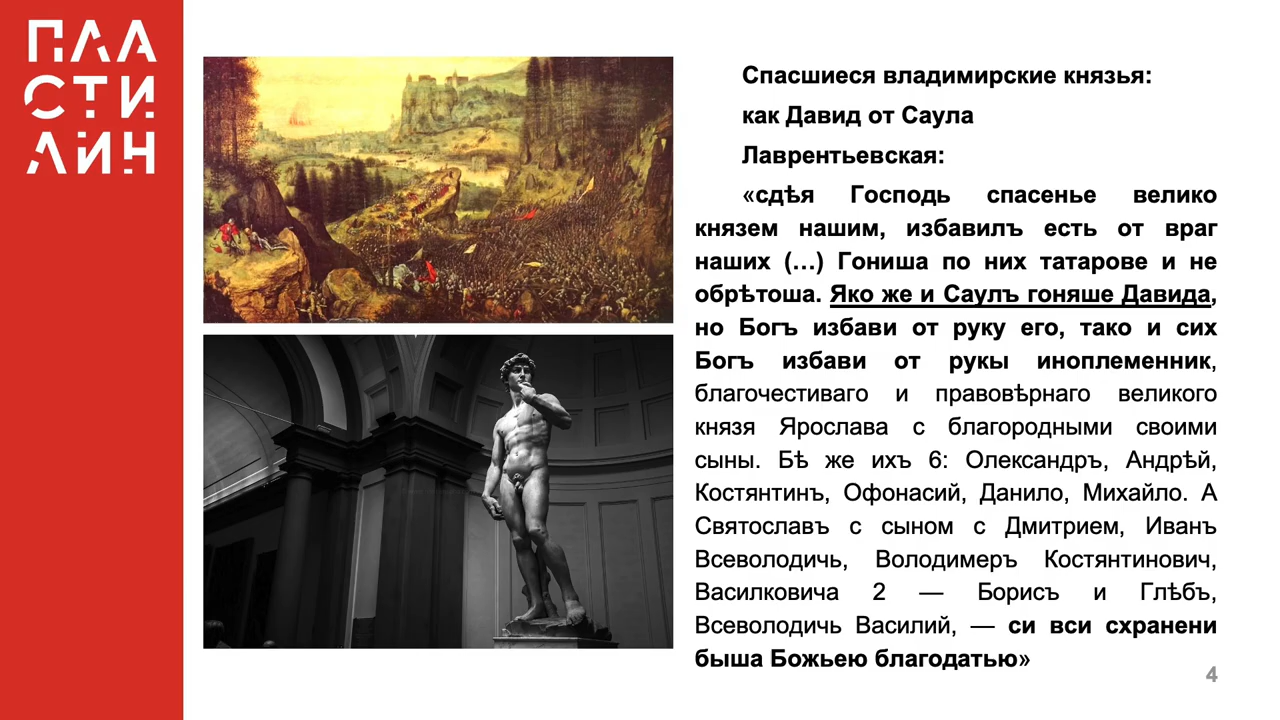 ПЛА
СТИ
ЛИН
Спасшиеся владимирские князья:
как Давид от Саула
Лаврентьевская:
«сдѣя Господь спасенье велико
князем нашим, избавилъ есть от враг
наших (…) Гониша по них татарове и не
обрѣтоша. Яко же и Саулъ гоняше Давида,
но Богъ избави от руку его, тако и сих
Богъ избави от рукы иноплеменник,
благочестиваго и правовѣрнаго великого
князя Ярослава с благородными своими
сыны. Бѣ же ихъ 6: Олександръ, Андрѣй,
Костянтинъ, Офонасий, Данило, Михайло. А
Святославъ с сыном с Дмитрием, Иванъ
Всеволодичь, Володимеръ Костянтинович,
Василковича 2 — Борисъ и Глѣбъ,
Всеволодичь Василий, — си вси схранени
быша Божьею благодатью»
4